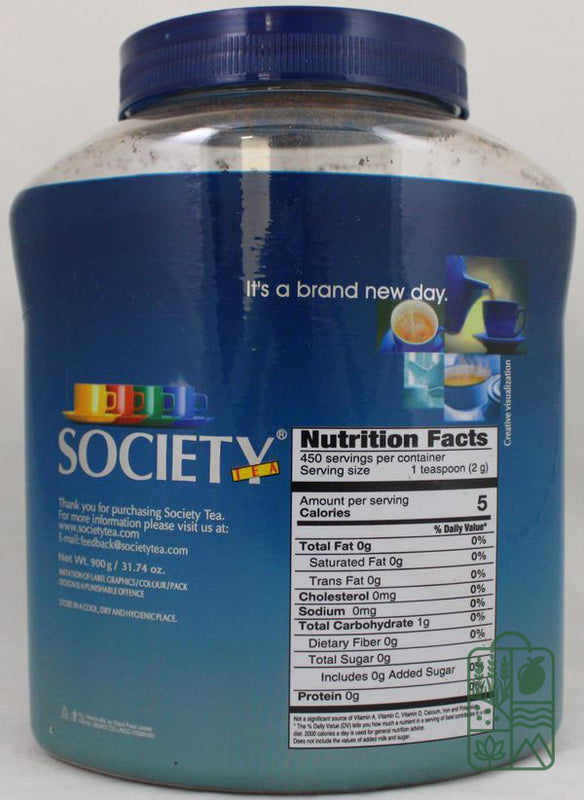 It's a brand new day.
Creative visualization
SOCIETY®
TEA
Thank you for purchasing Society Tea.
For more information please visit us at:
www.societytea.com
E-mail:feedback@societytea.com
Net Wt. 900g / 31.74 oz.
IMITATION OF LABEL GRAPHICS/COLOUR/PACK
DESIGN IS A PUNISHABLE OFFENCE
STORE IN A COOL, DRY AND HYGIENIC PLACE.
Nutrition Facts
450 servings per container
Serving size 1 teaspoon (2 g)
Amount per serving
Calories 5
% Daily Value*
Total Fat 0g 0%
Saturated Fat 0g 0%
Trans Fat 0g 0%
Cholesterol 0mg 0%
Sodium 0mg 0%
Total Carbohydrate 1g 0%
Dietary Fiber 0g 0%
Total Sugar 0g
Includes 0g Added Sugar
Protein 0g
Not a significant source of Vitamin A, Vitamin C, Vitamin D, Calcium, Iron and
* The % Daily Value (DV) tells you how much a nutrient in a serving of food
diet. 2000 calories a day is used for general nutrition advice.
Does not include the values of added milk and sugar.